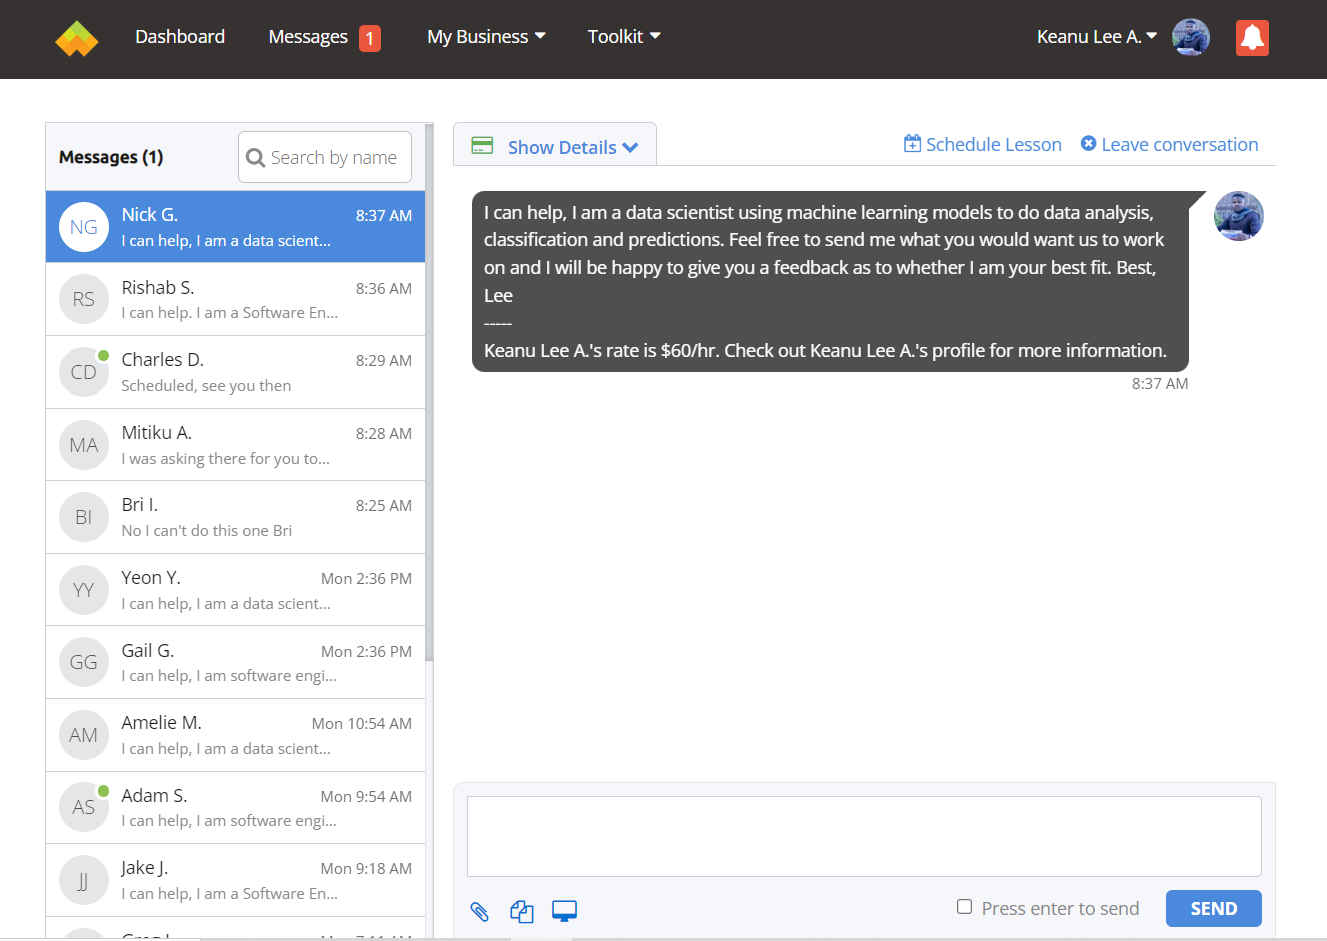 Dashboard
Messages 1
My Business
Toolkit
Keanu Lee A.
Messages (1)
Search by name
NG
Nick G.
8:37 AM
I can help, I am a data scient...
RS
Rishab S.
8:36 AM
I can help. I am a Software En...
CD
Charles D.
8:29 AM
Scheduled, see you then
MA
Mitiku A.
8:28 AM
I was asking there for you to...
BI
Bri I.
8:25 AM
No I can't do this one Bri
YY
Yeon Y.
Mon 2:36 PM
I can help, I am a data scient...
GG
Gail G.
Mon 2:36 PM
I can help, I am software engi...
AM
Amelie M.
Mon 10:54 AM
I can help, I am a data scient...
AS
Adam S.
Mon 9:54 AM
I can help, I am software engi...
JJ
Jake J.
Mon 9:18 AM
I can help, I am a Software En...
Show Details
Schedule Lesson
Leave conversation
I can help, I am a data scientist using machine learning models to do data analysis,
classification and predictions. Feel free to send me what you would want us to work
on and I will be happy to give you a feedback as to whether I am your best fit. Best,
Lee
-----
Keanu Lee A.'s rate is $60/hr. Check out Keanu Lee A.'s profile for more information.
8:37 AM
Press enter to send
SEND